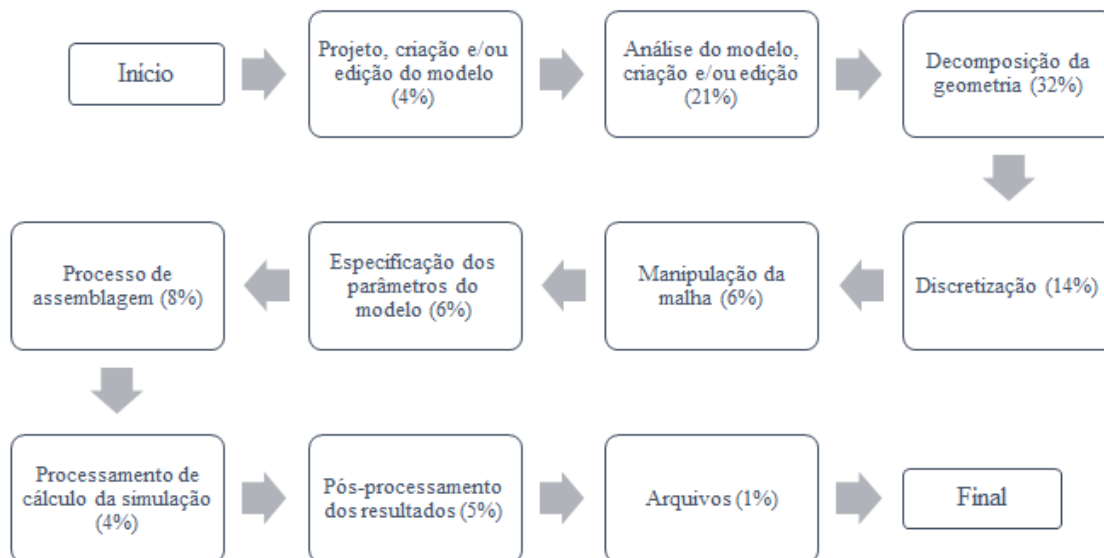 Início
Projeto, criação e/ou
edição do modelo
(4%)
Análise do modelo,
criação e/ou edição
(21%)
Decomposição da
geometria (32%)
Discretização (14%)
Manipulação da
malha (6%)
Especificação dos
parâmetros do
modelo (6%)
Processo de
assemblagem (8%)
Processamento de
cálculo da simulação
(4%)
Pós-processamento
dos resultados (5%)
Arquivos (1%)
Final